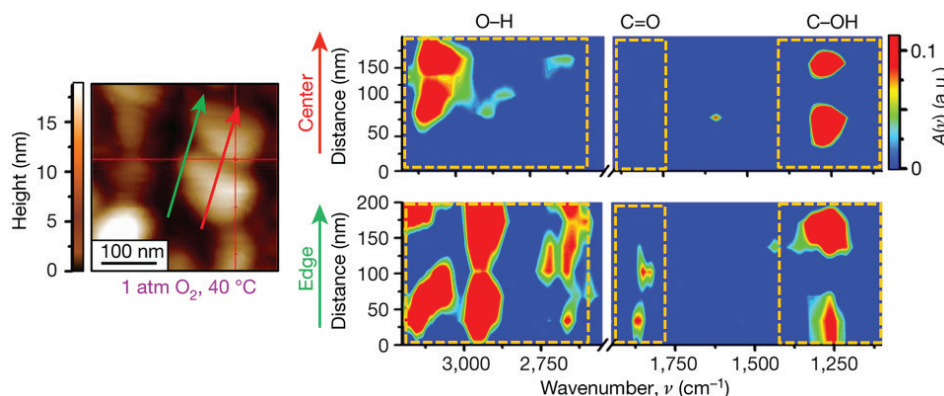 O–H
C=O
C–OH
Height (nm)
15
10
5
0
100 nm
1 atm O2, 40 °C
Center
Distance (nm)
150
100
50
0
0.1
0
A(ν) (a.u.)
Edge
Distance (nm)
200
150
100
50
0
3,000
2,750
1,750
1,500
1,250
Wavenumber, ν (cm⁻¹)